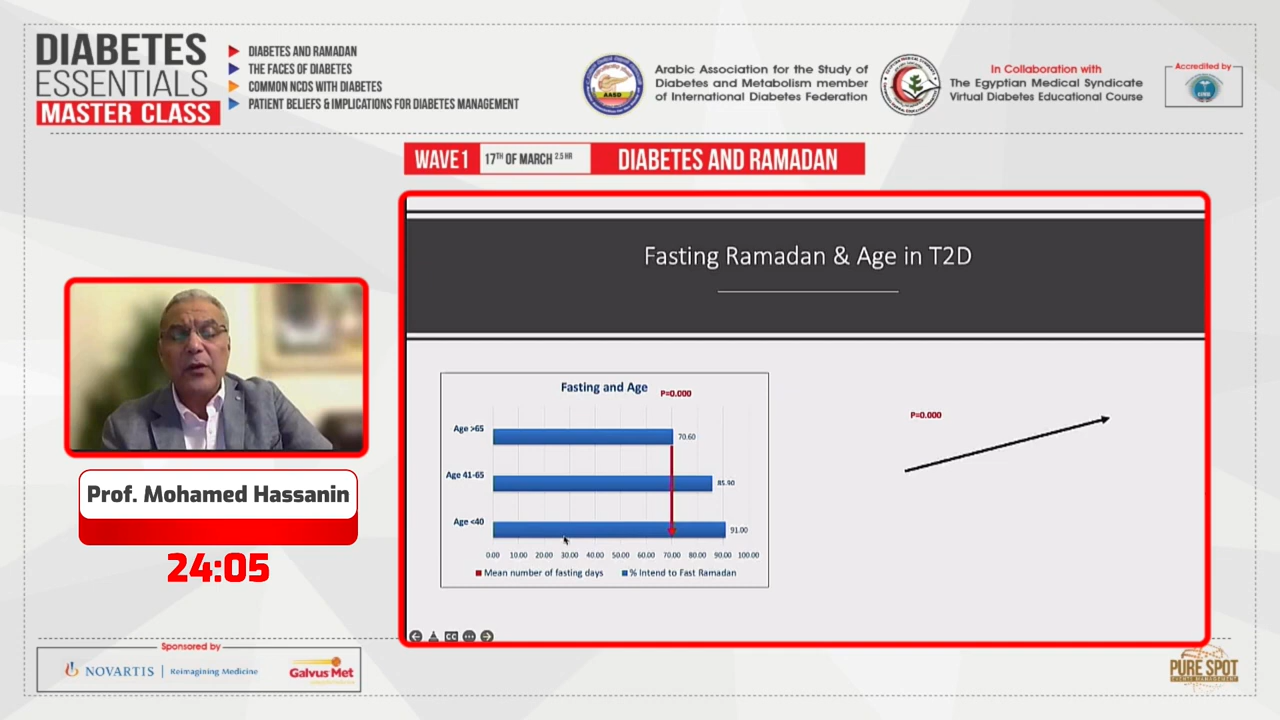 DIABETES
ESSENTIALS
MASTER CLASS
DIABETES AND RAMADAN
THE FACES OF DIABETES
COMMON NCDS WITH DIABETES
PATIENT BELIEFS & IMPLICATIONS FOR DIABETES MANAGEMENT
AASD
Arabic Association for the Study of
Diabetes and Metabolism member
of International Diabetes Federation
In Collaboration with
The Egyptian Medical Syndicate
Virtual Diabetes Educational Course
Accredited by
WAVE1 17TH OF MARCH 2.5 HR DIABETES AND RAMADAN
Fasting Ramadan & Age in T2D
Fasting and Age
P=0.000
Age >65 70.60
Age 41-65 85.90
Age <40 91.00
0.00 10.00 20.00 30.00 40.00 50.00 60.00 70.00 80.00 90.00 100.00
Mean number of fasting days % Intend to Fast Ramadan
P=0.000
Prof. Mohamed Hassanin
24:05
Sponsored by
NOVARTIS | Reimagining Medicine
Galvus Met
PURE SPOT
EVENTS MANAGEMENT